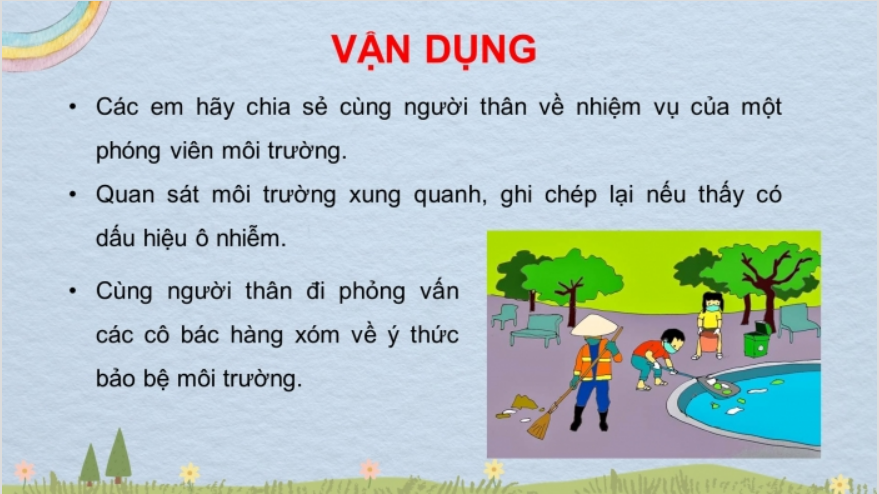 VẬN DỤNG
• Các em hãy chia sẻ cùng người thân về nhiệm vụ của một
phóng viên môi trường.
• Quan sát môi trường xung quanh, ghi chép lại nếu thấy có
dấu hiệu ô nhiễm.
• Cùng người thân đi phỏng vấn
các cô bác hàng xóm về ý thức
bảo bệ môi trường.